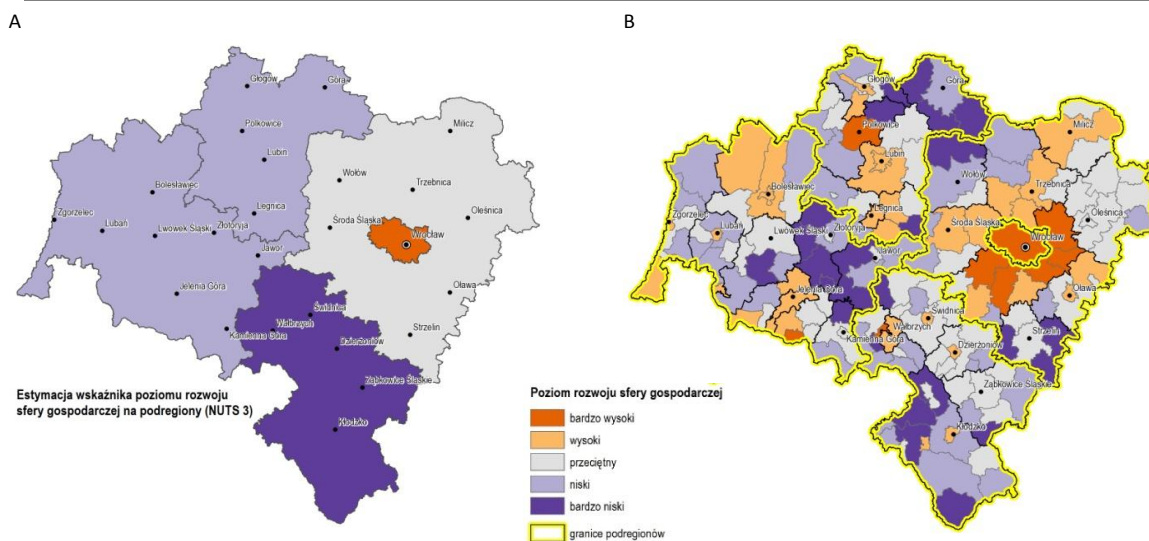 A
B
Głogów
Góra
Polkowice
Milicz
Lubin
Wołów
Trzebnica
Bolesławiec
Zgorzelec
Legnica
Oleśnica
Lubań
Lwówek Śląski
Złotoryja
Środa Śląska
Wrocław
Jawor
Jelenia Góra
Oława
Świdnica
Kamienna Góra
Wałbrzych
Strzelin
Dzierżoniów
Ząbkowice Śląskie
Kłodzko
Estymacja wskaźnika poziomu rozwoju
sfery gospodarczej na podregiony (NUTS 3)
Poziom rozwoju sfery gospodarczej
bardzo wysoki
wysoki
przeciętny
niski
bardzo niski
granice podregionów
Głogów
Góra
Polkowice
Milicz
Lubin
Wołów
Trzebnica
Bolesławiec
Zgorzelec
Legnica
Oleśnica
Lubań
Lwówek Śląski
Złotoryja
Środa Śląska
Wrocław
Jawor
Jelenia Góra
Oława
Świdnica
Kamienna Góra
Wałbrzych
Strzelin
Dzierżoniów
Ząbkowice Śląskie
Kłodzko